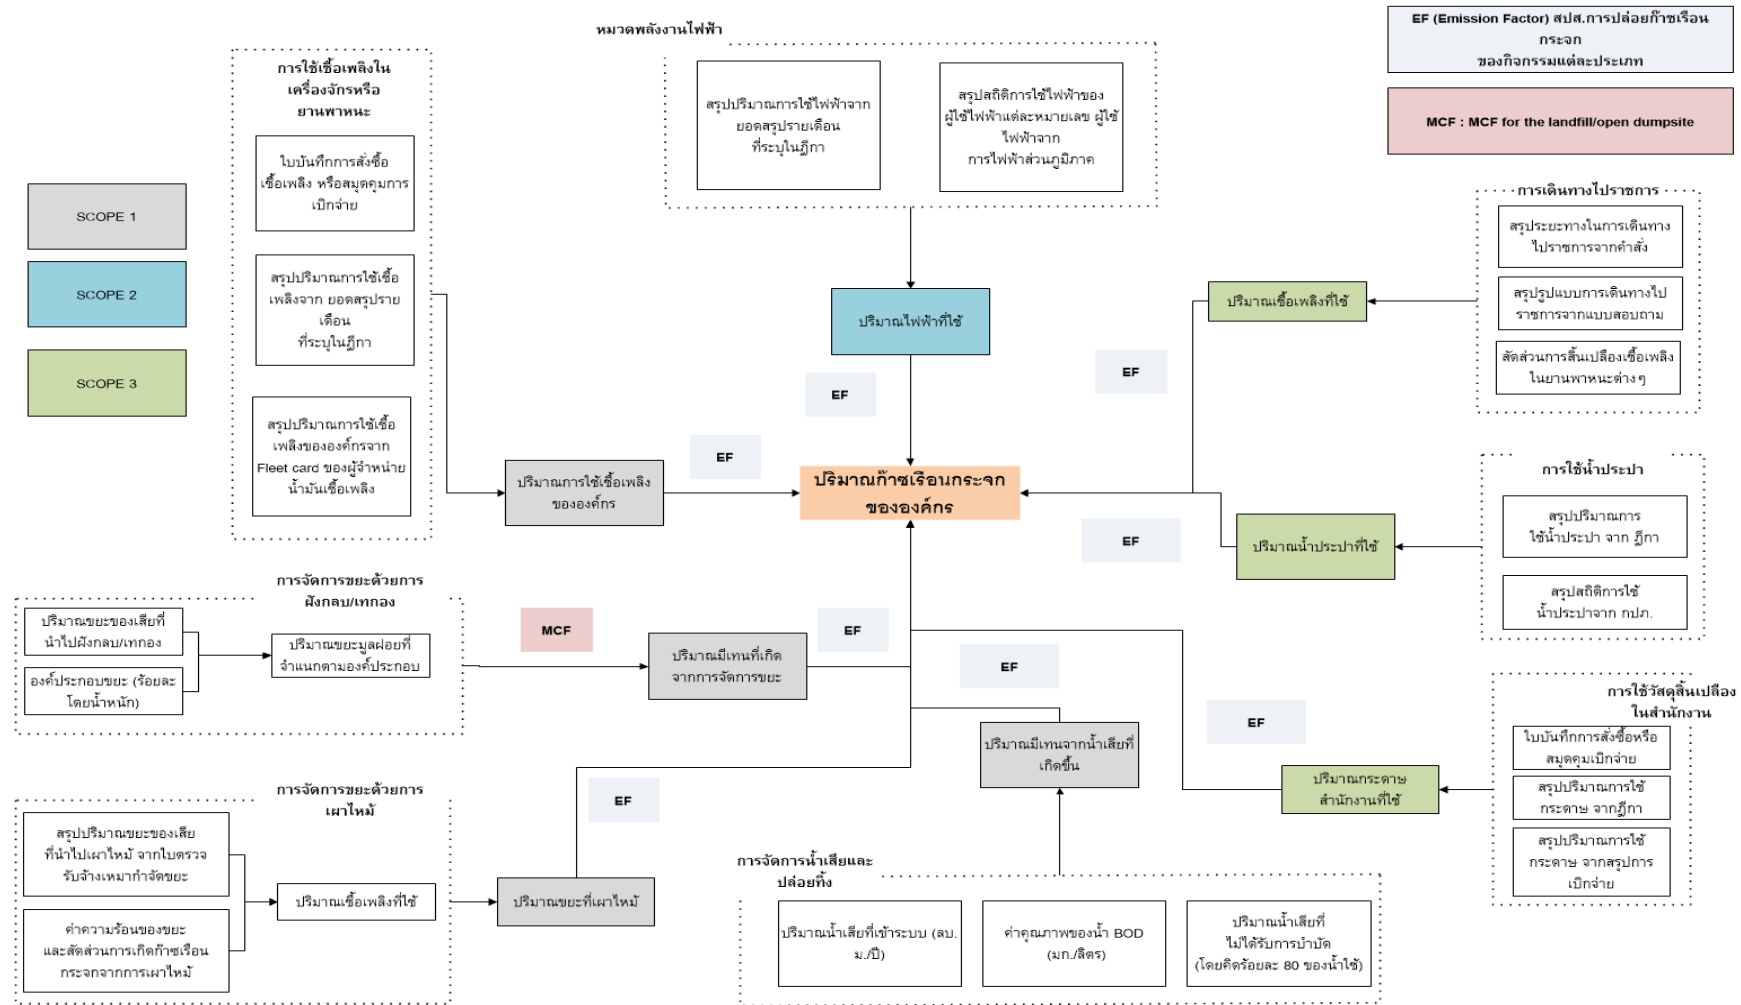 หมวดพลังงานไฟฟ้า
สรุปปริมาณการใช้ไฟฟ้าจาก
ยอดสรุปรายเดือน
ที่ระบุในฎีกา
สรุปสถิติการใช้ไฟฟ้าของ
ผู้ใช้ไฟฟ้าแต่ละหมายเลข ผู้ใช้
ไฟฟ้าจาก
การไฟฟ้าส่วนภูมิภาค
EF (Emission Factor) สปส.การปล่อยก๊าซเรือน
กระจก
ของกิจกรรมแต่ละประเภท
MCF : MCF for the landfill/open dumpsite
SCOPE 1
SCOPE 2
SCOPE 3
การใช้เชื้อเพลิงใน
เครื่องจักรหรือ
ยานพาหนะ
ใบบันทึกการสั่งซื้อ
เชื้อเพลิง หรือสมุดคุมการ
เบิกจ่าย
สรุปปริมาณการใช้เชื้อ
เพลิงจาก ยอดสรุปราย
เดือน
ที่ระบุในฎีกา
สรุปปริมาณการใช้เชื้อ
เพลิงขององค์กรจาก
Fleet card ของผู้จำหน่าย
น้ำมันเชื้อเพลิง
ปริมาณการใช้เชื้อเพลิง
ขององค์กร
EF
ปริมาณไฟฟ้าที่ใช้
EF
ปริมาณก๊าซเรือนกระจก
ขององค์กร
การเดินทางไปราชการ
สรุประยะทางในการเดินทาง
ไปราชการจากคำสั่ง
สรุปรูปแบบการเดินทางไป
ราชการจากแบบสอบถาม
สัดส่วนการสิ้นเปลืองเชื้อเพลิง
ในยานพาหนะต่างๆ
ปริมาณเชื้อเพลิงที่ใช้
EF
การใช้น้ำประปา
สรุปปริมาณการ
ใช้น้ำประปา จาก ฎีกา
สรุปสถิติการใช้
น้ำประปาจาก กปภ.
ปริมาณน้ำประปาที่ใช้
EF
การจัดการขยะด้วยการ
ฝังกลบ/เทกอง
ปริมาณขยะของเสียที่
นำไปฝังกลบ/เทกอง
องค์ประกอบขยะ (ร้อยละ
โดยน้ำหนัก)
ปริมาณขยะมูลฝอยที่
จำแนกตามองค์ประกอบ
MCF
ปริมาณมีเทนที่เกิด
จากการจัดการขยะ
EF
EF
ปริมาณมีเทนจากน้ำเสียที่
เกิดขึ้น
การใช้วัสดุสิ้นเปลือง
ในสำนักงาน
ใบบันทึกการสั่งซื้อหรือ
สมุดคุมเบิกจ่าย
สรุปปริมาณการใช้
กระดาษ จากฎีกา
สรุปปริมาณการใช้
กระดาษ จากสรุปการ
เบิกจ่าย
ปริมาณกระดาษ
สำนักงานที่ใช้
EF
การจัดการขยะด้วยการ
เผาไหม้
สรุปปริมาณขยะของเสีย
ที่นำไปเผาไหม้ จากใบตรวจ
รับจ้างเหมากำจัดขยะ
ค่าความร้อนของขยะ
และสัดส่วนการเกิดก๊าซเรือน
กระจกจากการเผาไหม้
ปริมาณเชื้อเพลิงที่ใช้
ปริมาณขยะที่เผาไหม้
EF
การจัดการน้ำเสียและ
ปล่อยทิ้ง
ปริมาณน้ำเสียที่เข้าระบบ (ลบ.
ม./ปี)
ค่าคุณภาพของน้ำ BOD
(มก./ลิตร)
ปริมาณน้ำเสียที่
ไม่ได้รับการบำบัด
(โดยคิดร้อยละ 80 ของน้ำใช้)